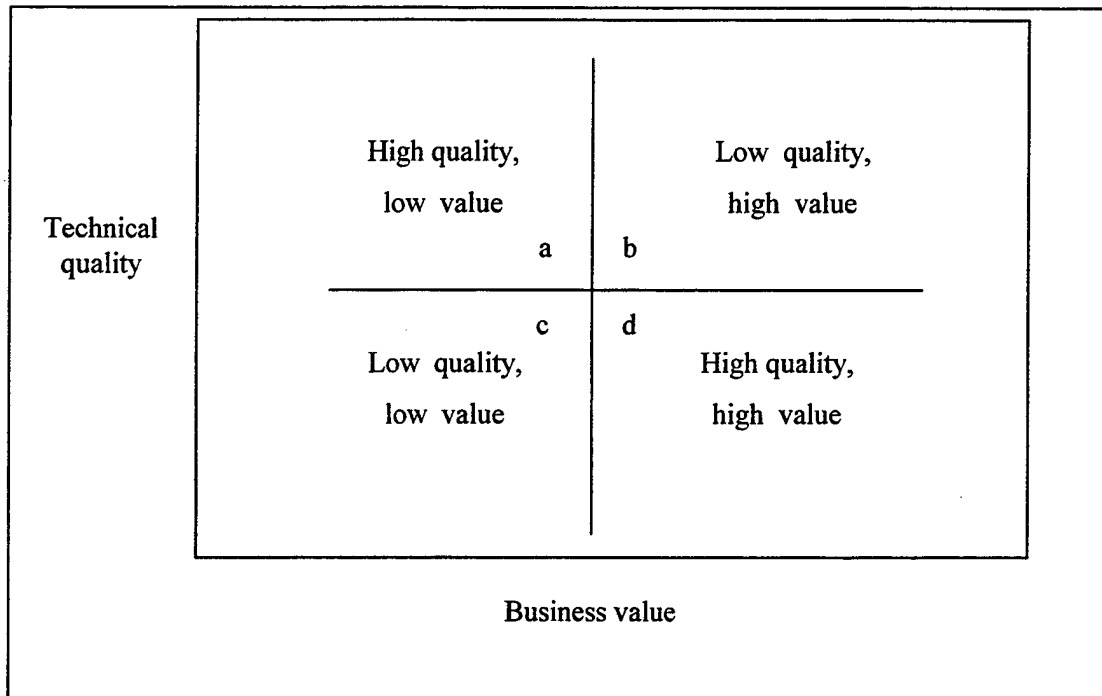 High quality,
low value
Low quality,
high value
Technical
quality
a
b
c
d
Low quality,
low value
High quality,
high value
Business value